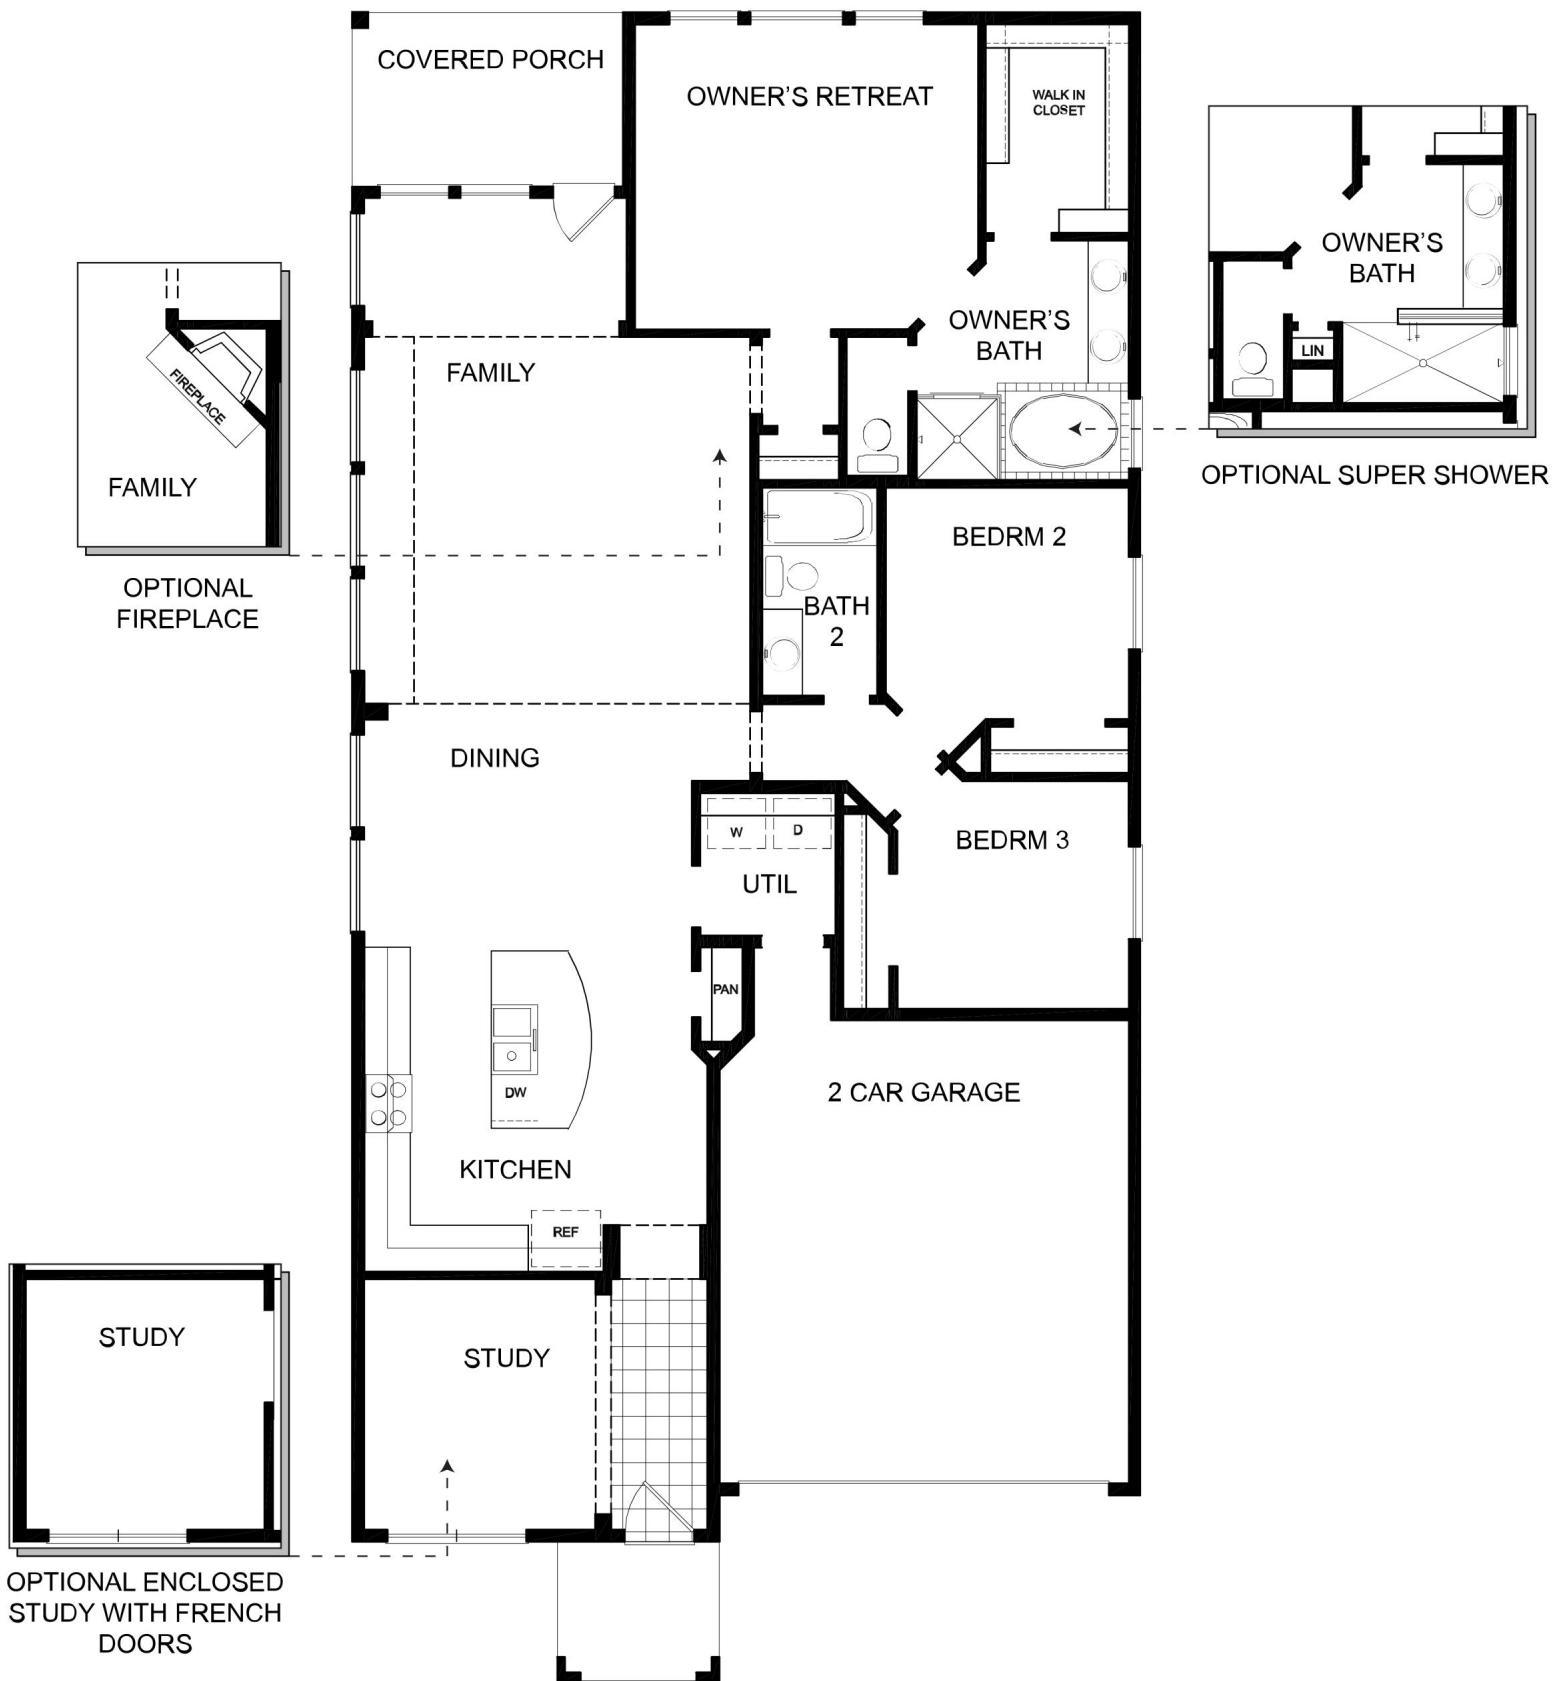 COVERED PORCH
OWNER'S RETREAT
WALK IN
CLOSET
OWNER'S
BATH
OWNER'S
BATH
LIN
OPTIONAL SUPER SHOWER
FIREPLACE
FAMILY
OPTIONAL
FIREPLACE
FAMILY
BEDRM 2
BATH
2
DINING
W
D
UTIL
BEDRM 3
PAN
DW
2 CAR GARAGE
KITCHEN
REF
STUDY
STUDY
OPTIONAL ENCLOSED
STUDY WITH FRENCH
DOORS